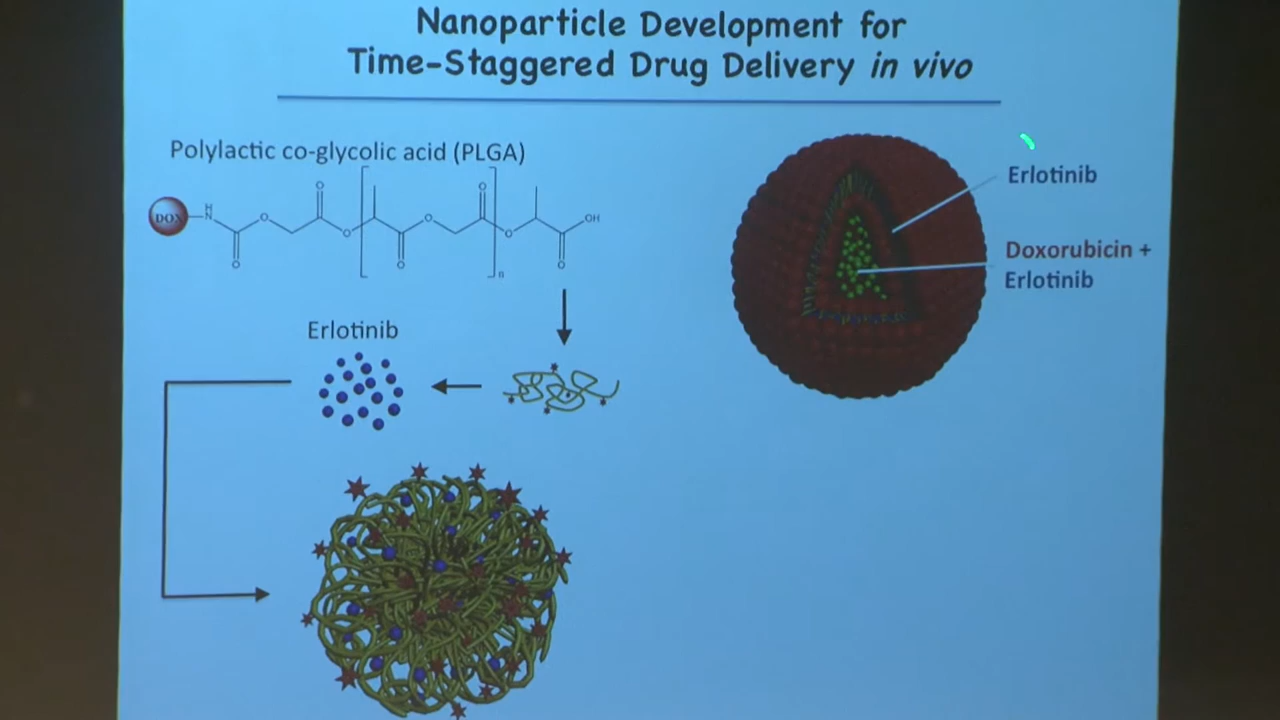 Nanoparticle Development for
Time-Staggered Drug Delivery in vivo
Polylactic co-glycolic acid (PLGA)
DOX
H
N
O
O
O
O
O
O
O
O
O
O
OH
n
Erlotinib
Erlotinib
Doxorubicin +
Erlotinib